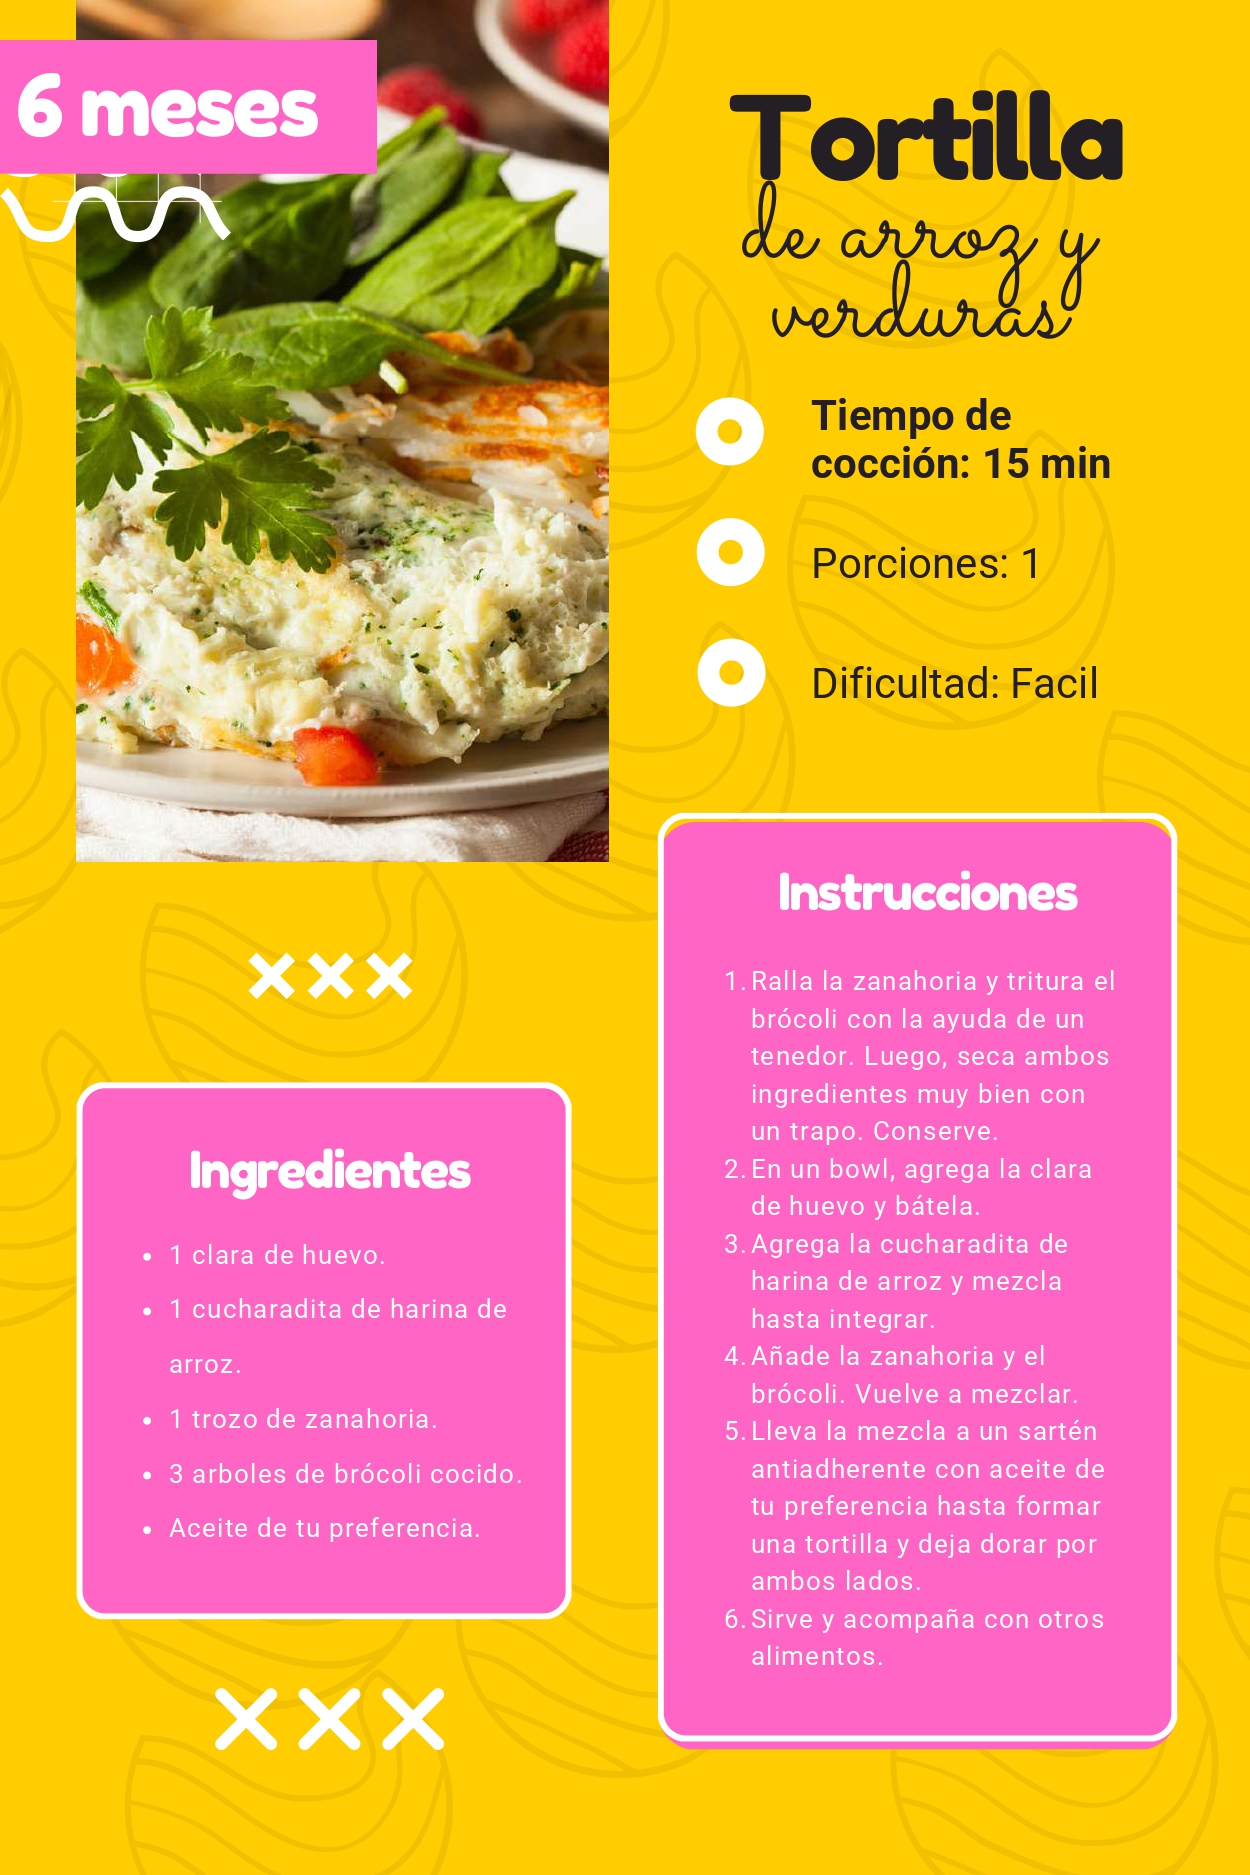 6 meses
Tortilla
de arroz y
verduras
Tiempo de
cocción: 15 min
Porciones: 1
Dificultad: Facil
Ingredientes
• 1 clara de huevo.
• 1 cucharadita de harina de
arroz.
• 1 trozo de zanahoria.
• 3 arboles de brócoli cocido.
• Aceite de tu preferencia.
Instrucciones
1. Ralla la zanahoria y tritura el
brócoli con la ayuda de un
tenedor. Luego, seca ambos
ingredientes muy bien con
un trapo. Conserve.
2. En un bowl, agrega la clara
de huevo y bátela.
3. Agrega la cucharadita de
harina de arroz y mezcla
hasta integrar.
4. Añade la zanahoria y el
brócoli. Vuelve a mezclar.
5. Lleva la mezcla a un sartén
antiadherente con aceite de
tu preferencia hasta formar
una tortilla y deja dorar por
ambos lados.
6. Sirve y acompaña con otros
alimentos.